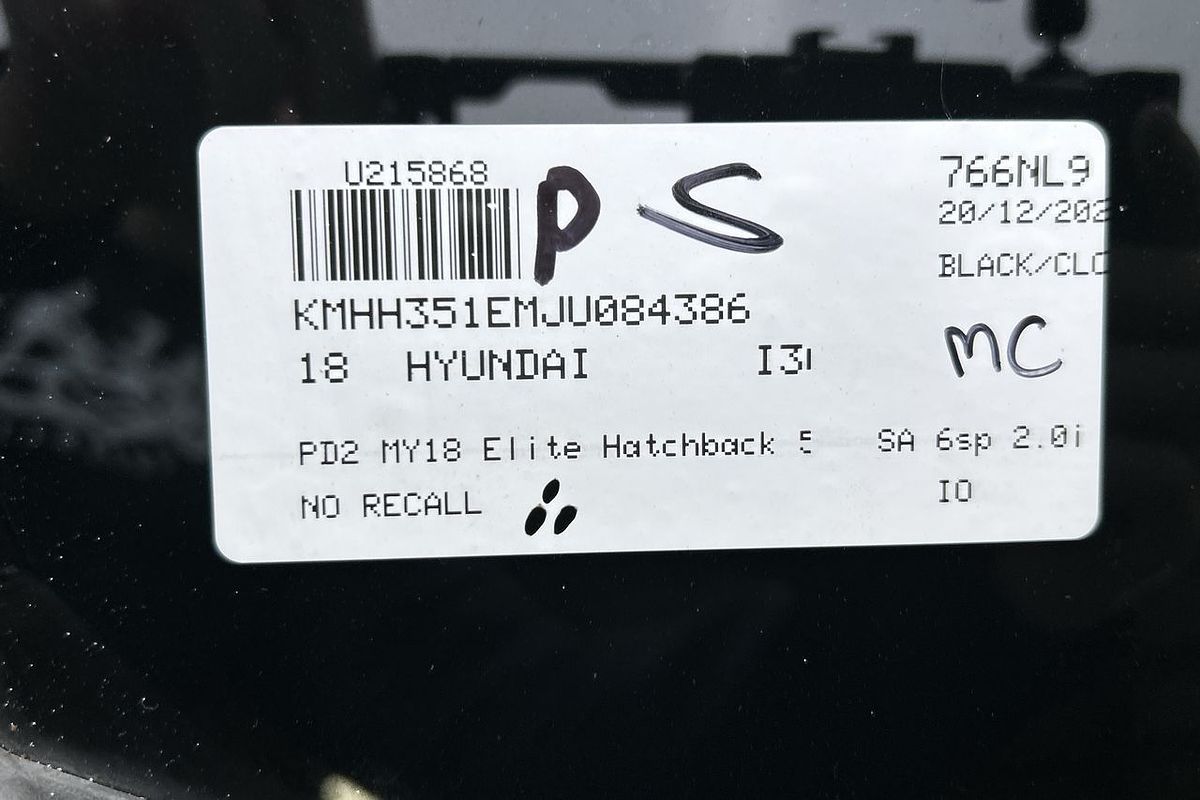 U215868
P S
766NL9
20/12/202
BLACK/CLO
KMHH351EMJU084386
18 HYUNDAI I3
MC
PD2 MY18 Elite Hatchback 5 SA 6sp 2.0i
NO RECALL
IO